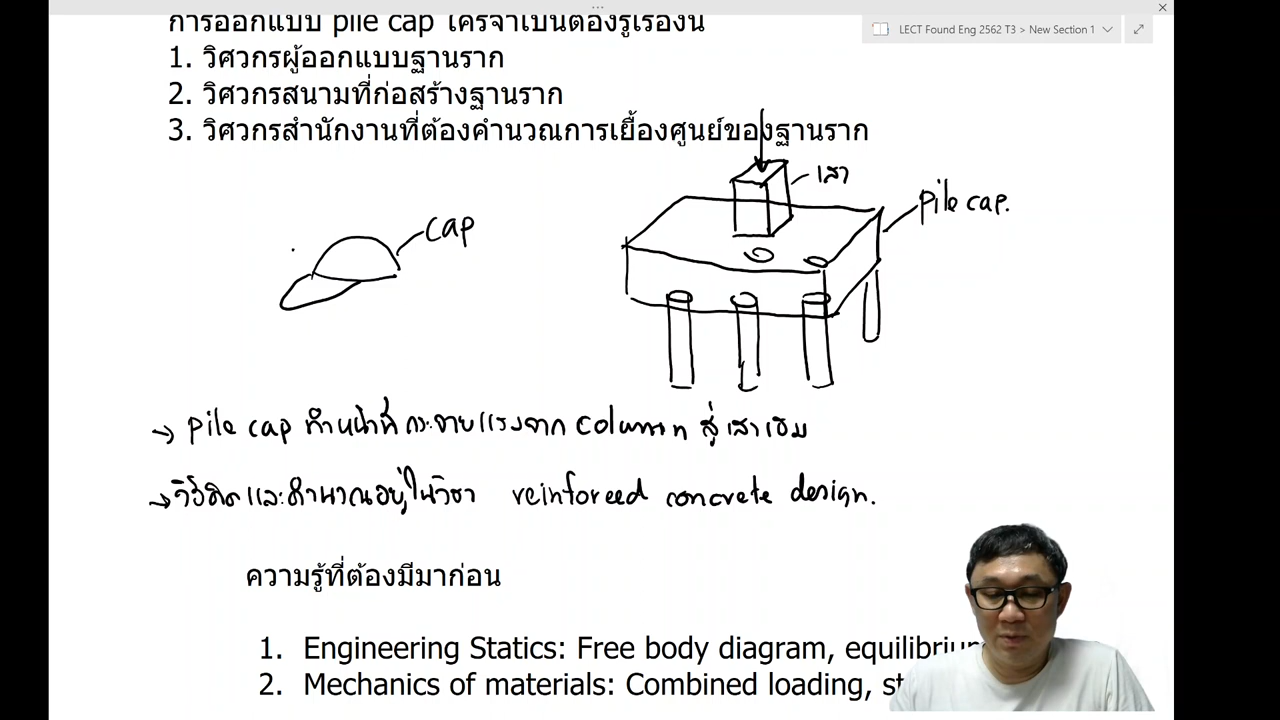 การออกแบบ pile cap ใครจำเป็นต้องรู้เรื่องนี้
LECT Found Eng 2562 T3 > New Section 1
1. วิศวกรผู้ออกแบบฐานราก
2. วิศวกรสนามที่ก่อสร้างฐานราก
3. วิศวกรสำนักงานที่ต้องคำนวณการเยื้องศูนย์ของฐานราก
เสา
pile cap.
cap
→ pile cap ทำหน้าที่กระจายแรงจาก column สู่เสาเข็ม
→ วิธีคิดและคำนวณอยู่ในวิชา reinforced concrete design.
ความรู้ที่ต้องมีมาก่อน
1. Engineering Statics: Free body diagram,
2. Mechanics of materials: Combined loading,